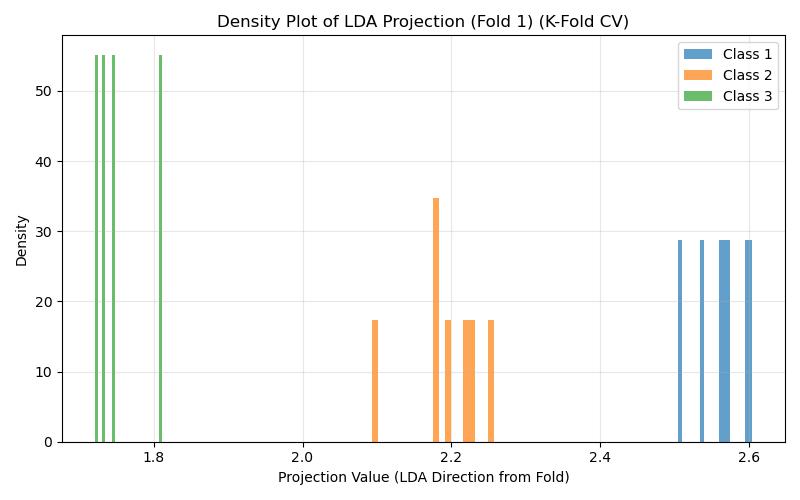 Density Plot of LDA Projection (Fold 1) (K-Fold CV)
Class 1
Class 2
Class 3
Density
50
40
30
20
10
0
1.8
2.0
2.2
2.4
2.6
Projection Value (LDA Direction from Fold)